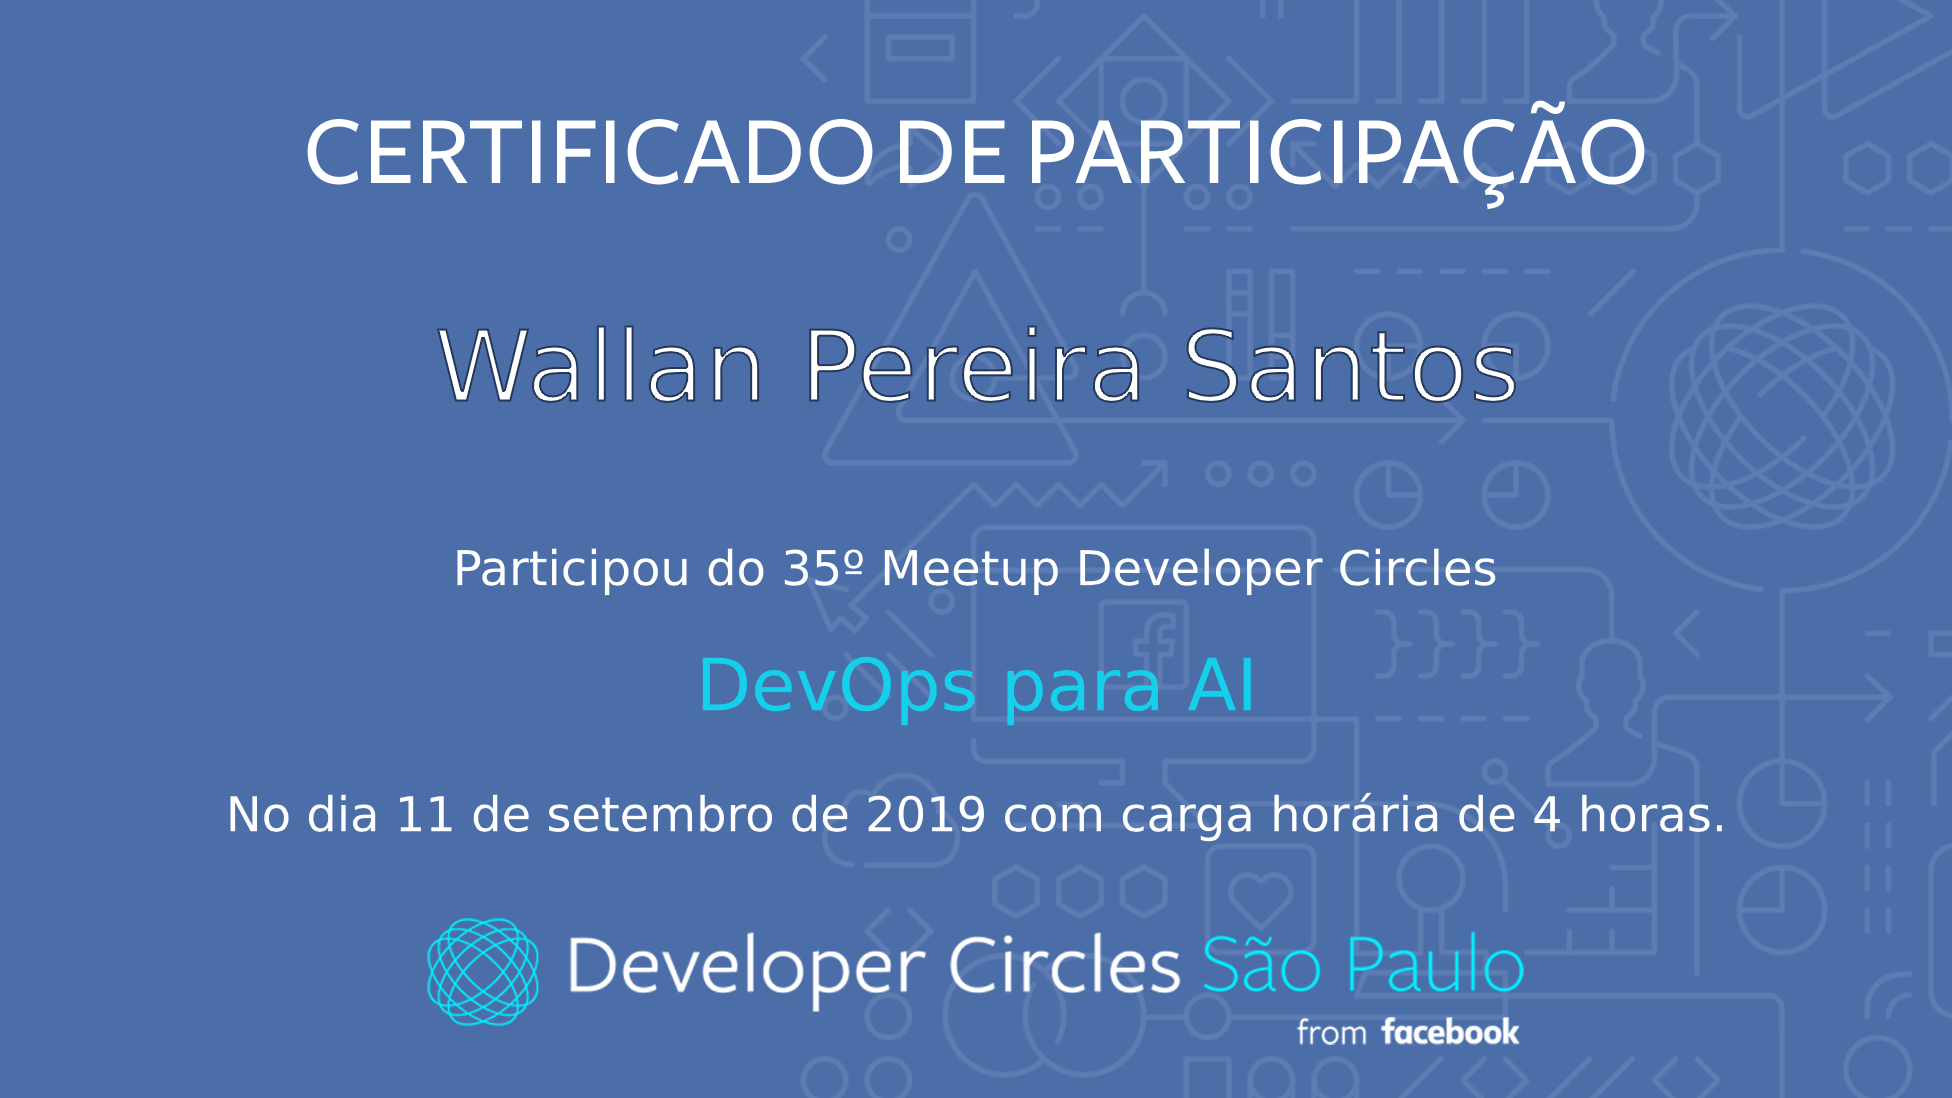 CERTIFICADO DE PARTICIPAÇÃO
Wallan Pereira Santos
Participou do 35º Meetup Developer Circles
DevOps para AI
No dia 11 de setembro de 2019 com carga horária de 4 horas.
Developer Circles São Paulo
from facebook